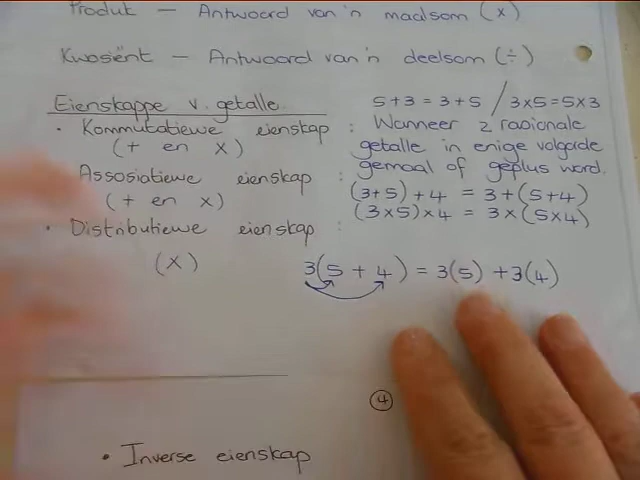 Produk — Antwoord van 'n maalsom (x)
Kwosiënt — Antwoord van 'n deelsom (÷)
Eienskappe v. getalle
5+3 = 3+5 / 3x5=5x3
• Kommutatiewe eienskap : Wanneer 2 rasionale
(+ en x) getalle in enige volgorde
gemaal of geplus word.
Assosiatiewe eienskap :
(+ en x) (3+5)+4 = 3+(5+4)
(3x5)x4 = 3x(5x4)
• Distributiewe eienskap :
(x) 3(5 + 4) = 3(5) + 3(4)
4
• Inverse eienskap